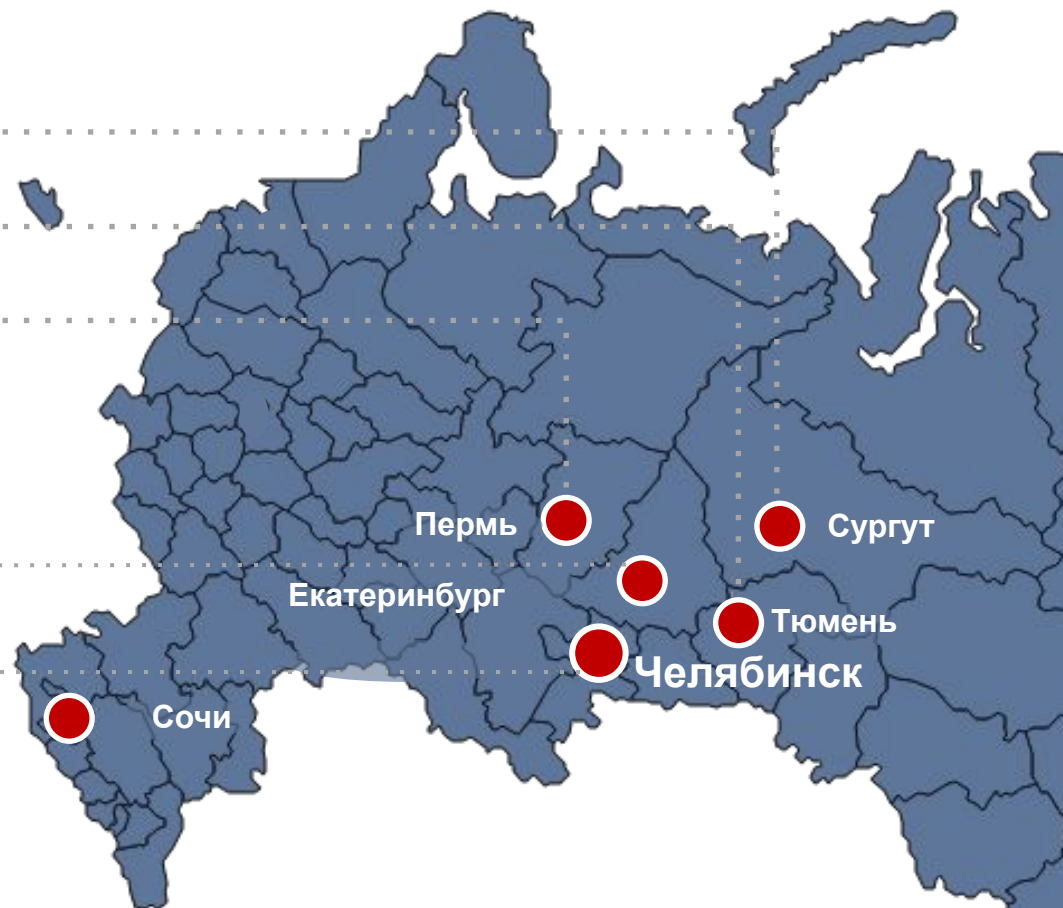 Пермь
Сургут
Екатеринбург
Тюмень
Челябинск
Сочи